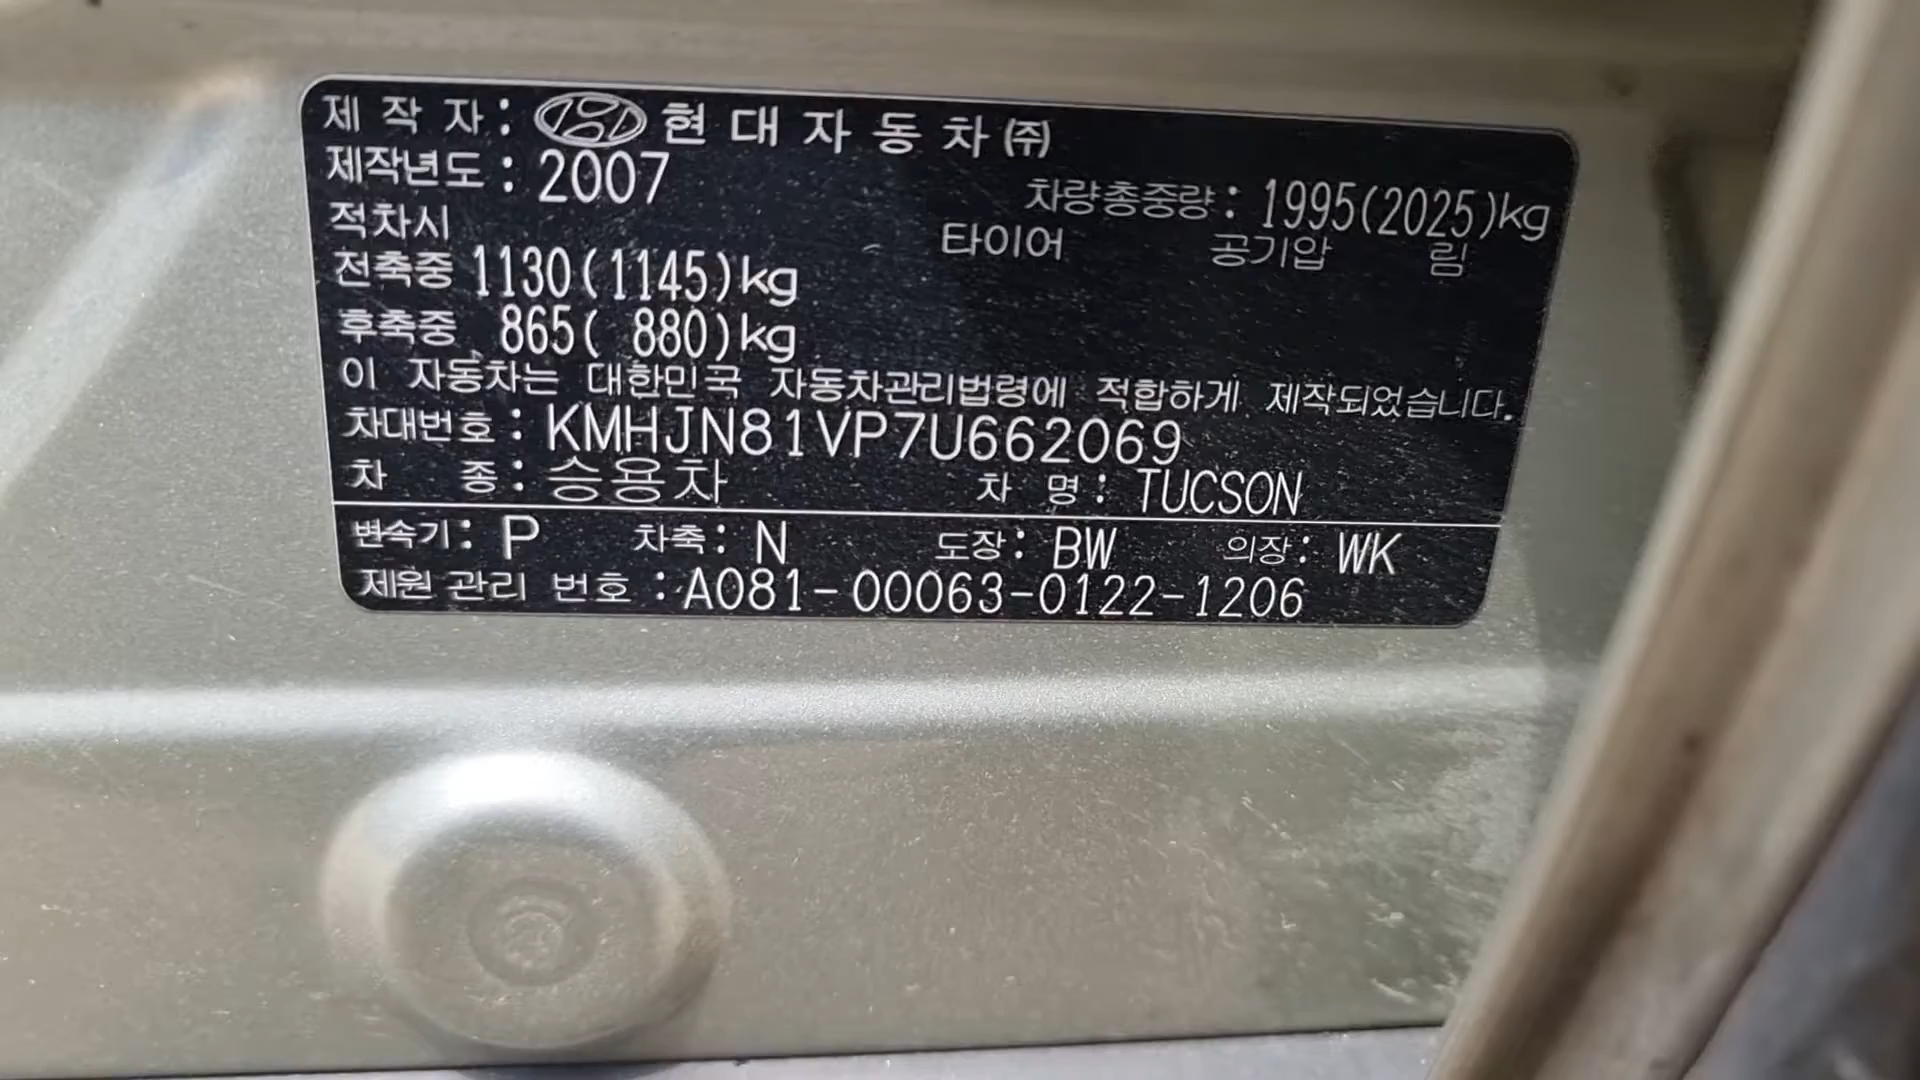 제 작 자 : 현 대 자 동 차 ㈜
제작년도 : 2007
차량총중량 : 1995(2025)kg
적차시
타이어 공기압 림
전축중 1130(1145)kg
후축중 865( 880)kg
이 자동차는 대한민국 자동차관리법령에 적합하게 제작되었습니다.
차대번호 : KMHJN81VP7U662069
차 종 : 승용차 차 명 : TUCSON
변속기 : P 차축 : N 도장 : BW 의장 : WK
제원 관리 번호 : A081-00063-0122-1206